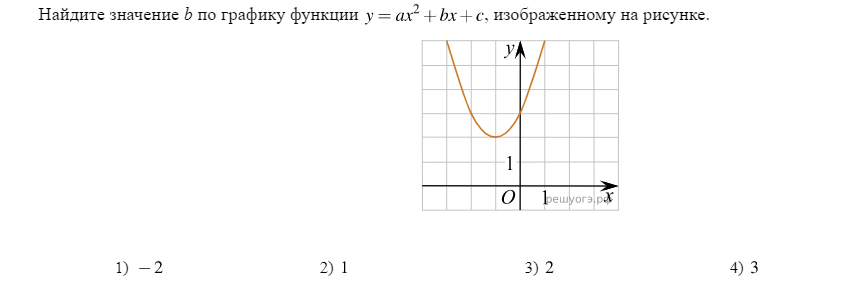 Найдите значение b по графику функции y = ax² + bx + c, изображенному на рисунке.
y
1
O 1 x
решуогэ.рф
1) −2 2) 1 3) 2 4) 3